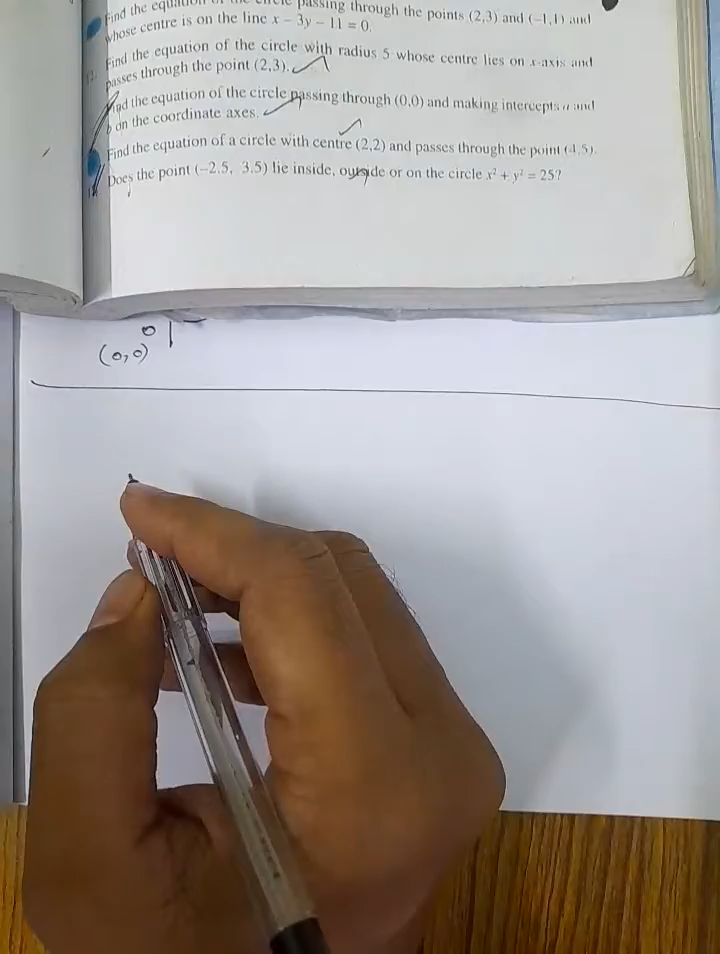 Find the equation of the circle passing through the points (2,3) and (−1,1) and
whose centre is on the line x − 3y − 11 = 0.
Find the equation of the circle with radius 5 whose centre lies on x-axis and
passes through the point (2,3).
Find the equation of the circle passing through (0,0) and making intercepts a and
b on the coordinate axes.
Find the equation of a circle with centre (2,2) and passes through the point (4,5).
Does the point (−2.5, 3.5) lie inside, outside or on the circle x² + y² = 25?
0
(0,0)